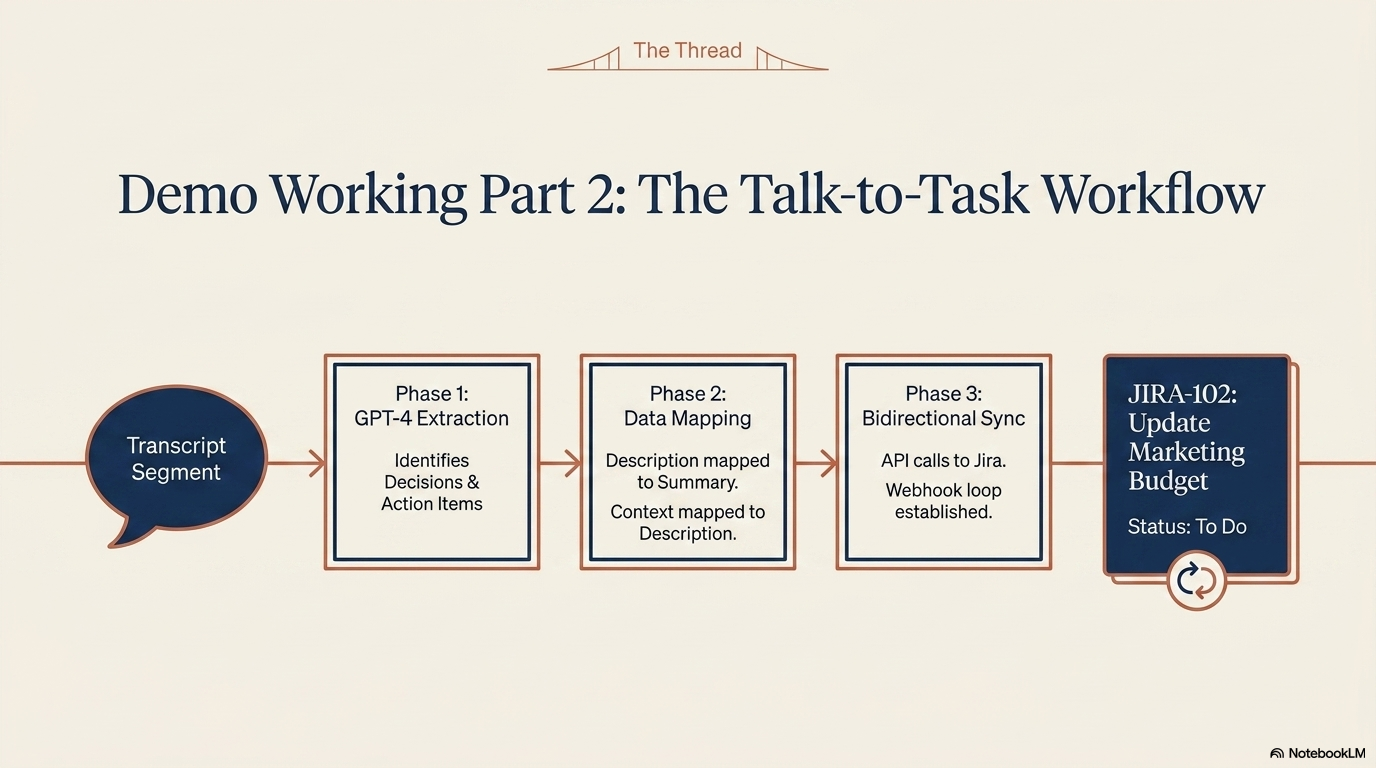 The Thread
Demo Working Part 2: The Talk-to-Task Workflow
Transcript
Segment
Phase 1:
GPT-4 Extraction
Identifies
Decisions &
Action Items
Phase 2:
Data Mapping
Description mapped
to Summary.
Context mapped to
Description.
Phase 3:
Bidirectional Sync
API calls to Jira.
Webhook loop
established.
JIRA-102:
Update
Marketing
Budget
Status: To Do
NotebookLM